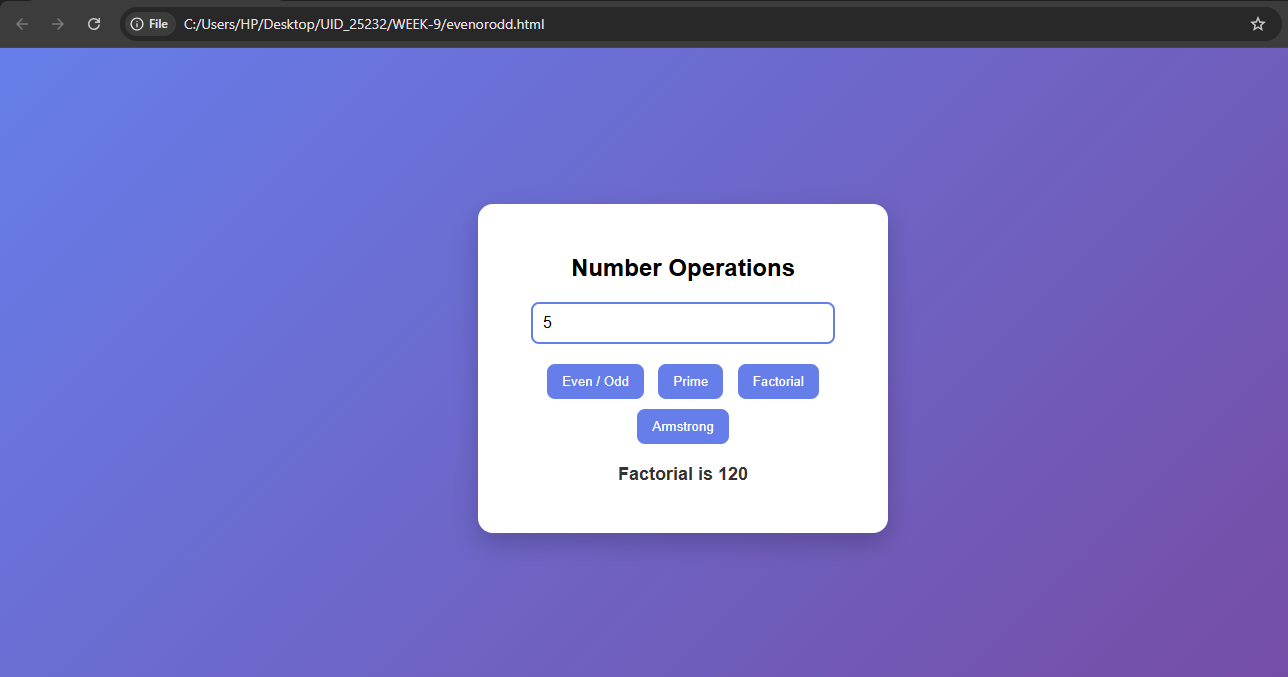 File C:/Users/HP/Desktop/UID_25232/WEEK-9/evenorodd.html
Number Operations
5
Even / Odd Prime Factorial
Armstrong
Factorial is 120